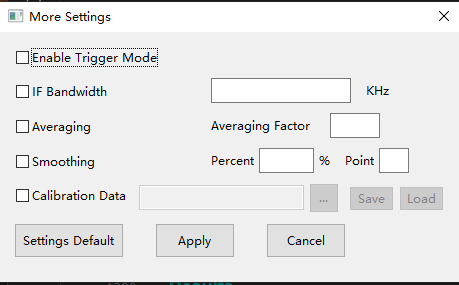 More Settings
Enable Trigger Mode
IF Bandwidth KHz
Averaging Averaging Factor
Smoothing Percent % Point
Calibration Data ... Save Load
Settings Default Apply Cancel